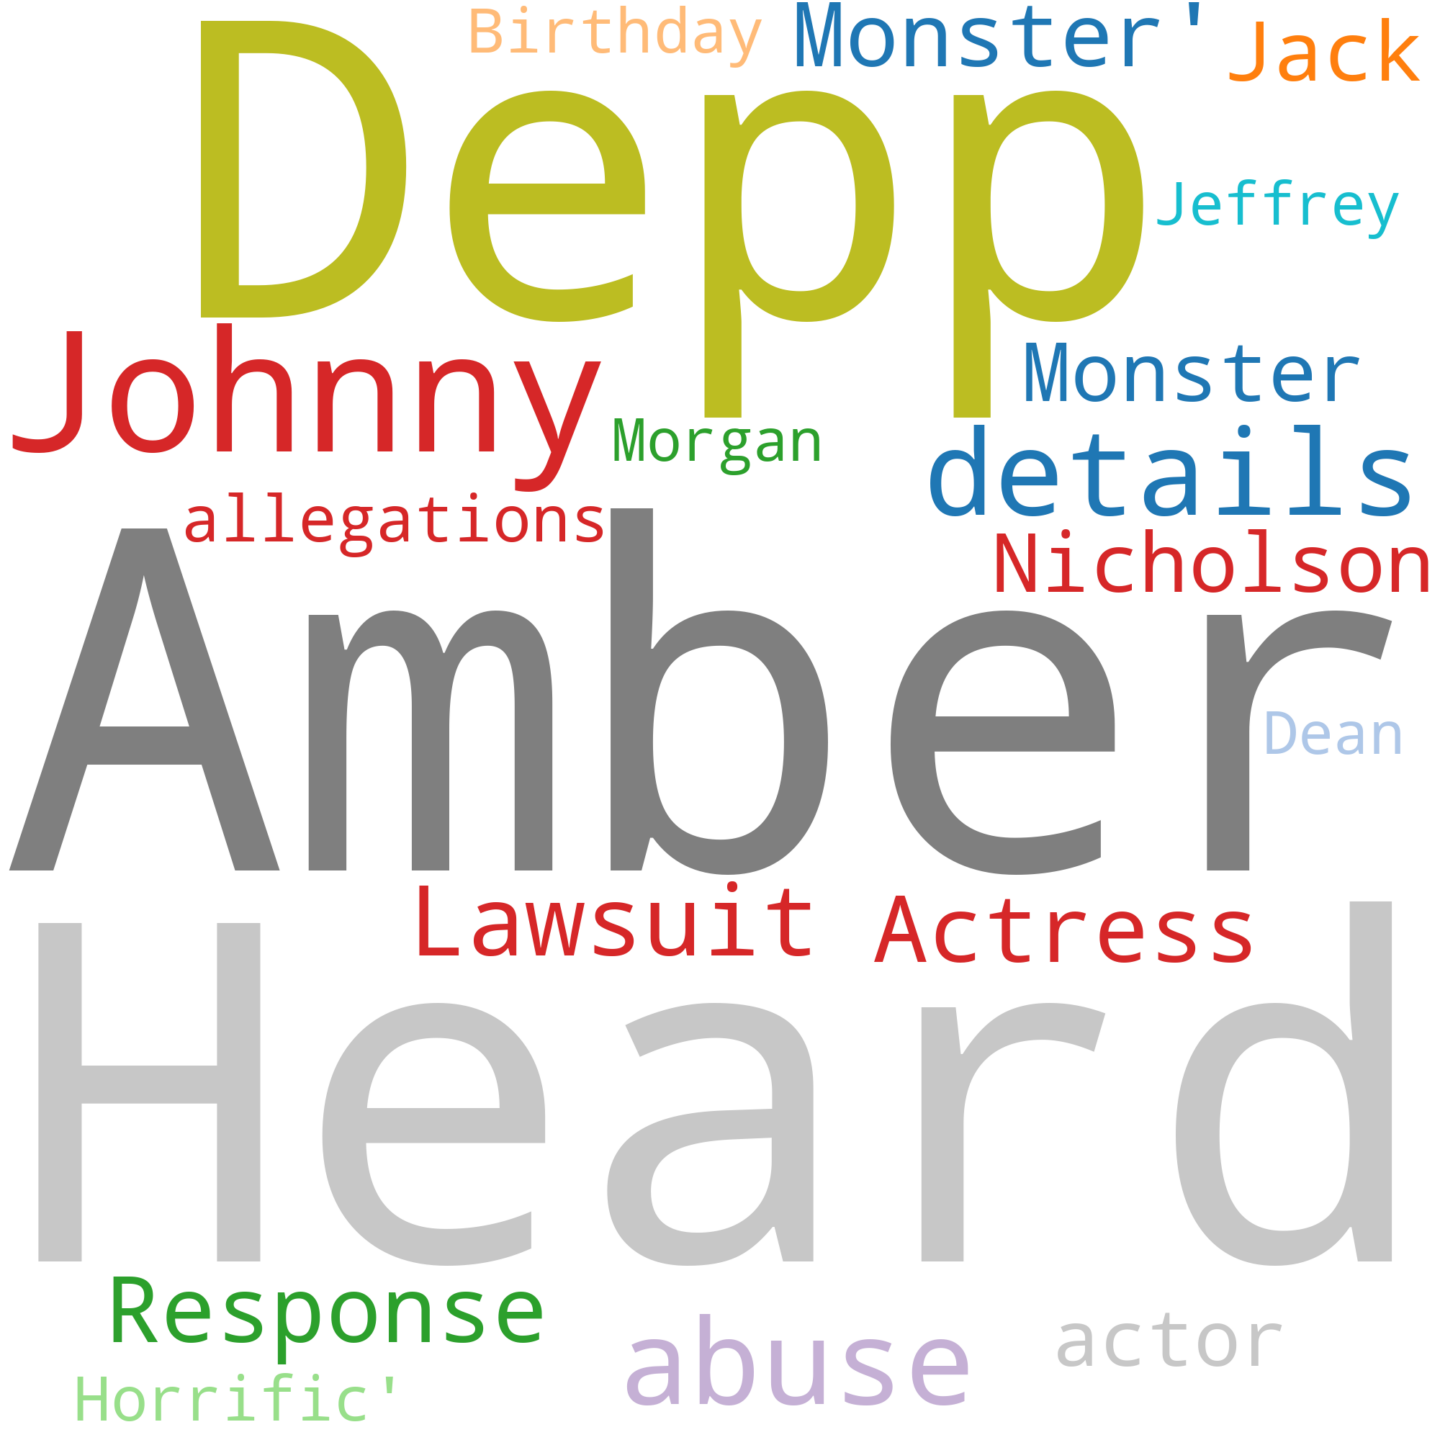 Birthday Monster' Jack
Depp
Jeffrey
Johnny
Monster
Morgan
details
allegations
Nicholson
Amber
Dean
Lawsuit Actress
Heard
Response
abuse actor
Horrific'